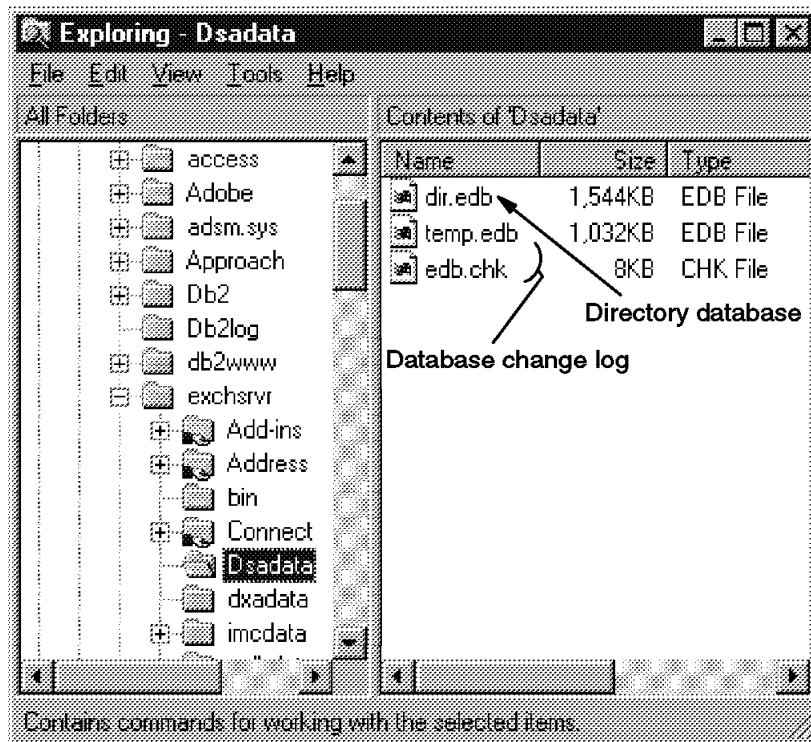 Exploring - Dsadata
File Edit View Tools Help
All Folders
Contents of 'Dsadata'
access
Adobe
adsm.sys
Approach
Db2
Db2log
db2www
exchsrvr
Add-ins
Address
bin
Connect
Dsadata
dxadata
imcdata
Name Size Type
dir.edb 1,544KB EDB File
temp.edb 1,032KB EDB File
edb.chk 8KB CHK File
Directory database
Database change log
Contains commands for working with the selected items.